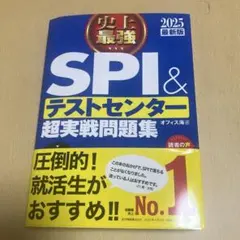 史上
最強
2025
最新版
SPI&
テストセンター
超実戦問題集
オフィス海 著
読者の声
圧倒的!
就活生が
おすすめ!!
No.1